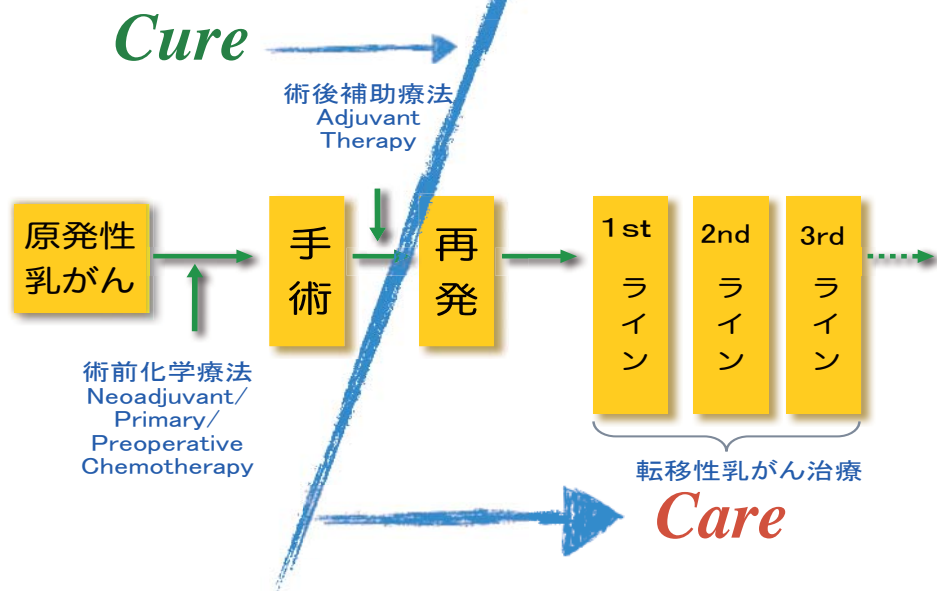 Cure
術後補助療法
Adjuvant
Therapy
原発性
乳がん
手術
再発
1st
ライン
2nd
ライン
3rd
ライン
術前化学療法
Neoadjuvant/
Primary/
Preoperative
Chemotherapy
転移性乳がん治療
Care